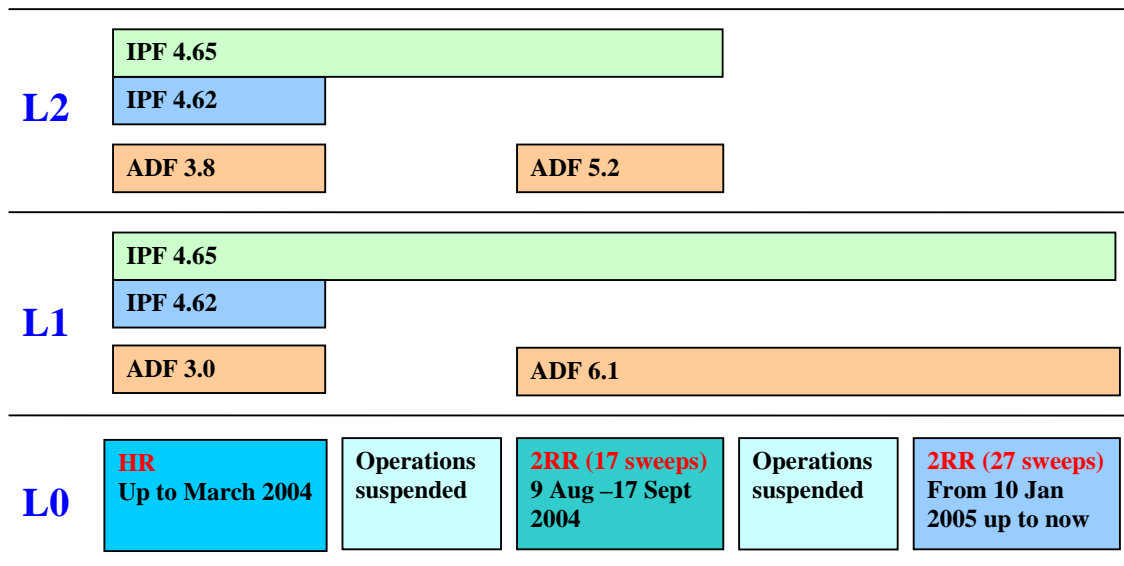 L2
IPF 4.65
IPF 4.62
ADF 3.8
ADF 5.2
L1
IPF 4.65
IPF 4.62
ADF 3.0
ADF 6.1
L0
HR
Up to March 2004
Operations
suspended
2RR (17 sweeps)
9 Aug –17 Sept
2004
Operations
suspended
2RR (27 sweeps)
From 10 Jan
2005 up to now